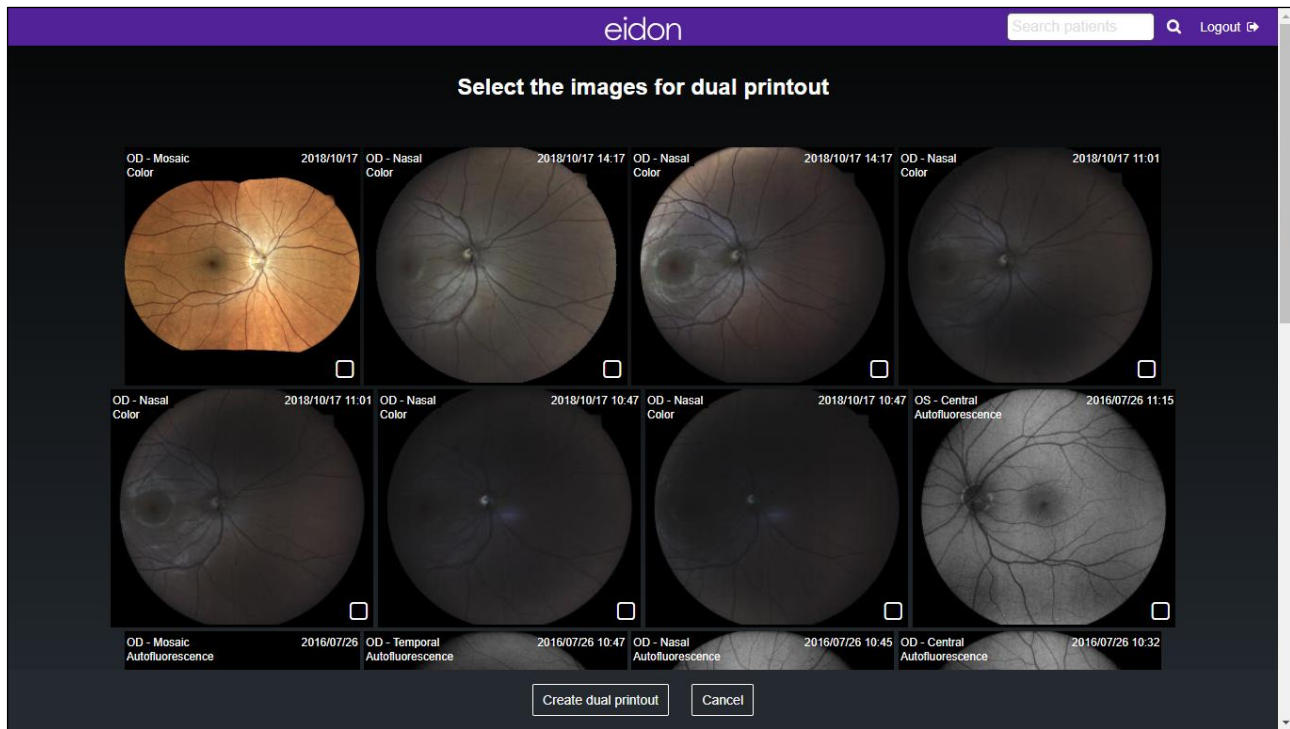 eidon
Search patients
Logout
Select the images for dual printout
OD - Mosaic 2018/10/17
Color
OD - Nasal 2018/10/17 14:17
Color
OD - Nasal 2018/10/17 14:17
Color
OD - Nasal 2018/10/17 11:01
Color
OD - Nasal 2018/10/17 11:01
Color
OD - Nasal 2018/10/17 10:47
Color
OD - Nasal 2018/10/17 10:47
Color
OS - Central 2016/07/26 11:15
Autofluorescence
OD - Mosaic 2016/07/26
Autofluorescence
OD - Temporal 2016/07/26 10:47
Autofluorescence
OD - Nasal 2016/07/26 10:45
Autofluorescence
OD - Central 2016/07/26 10:32
Autofluorescence
Create dual printout
Cancel